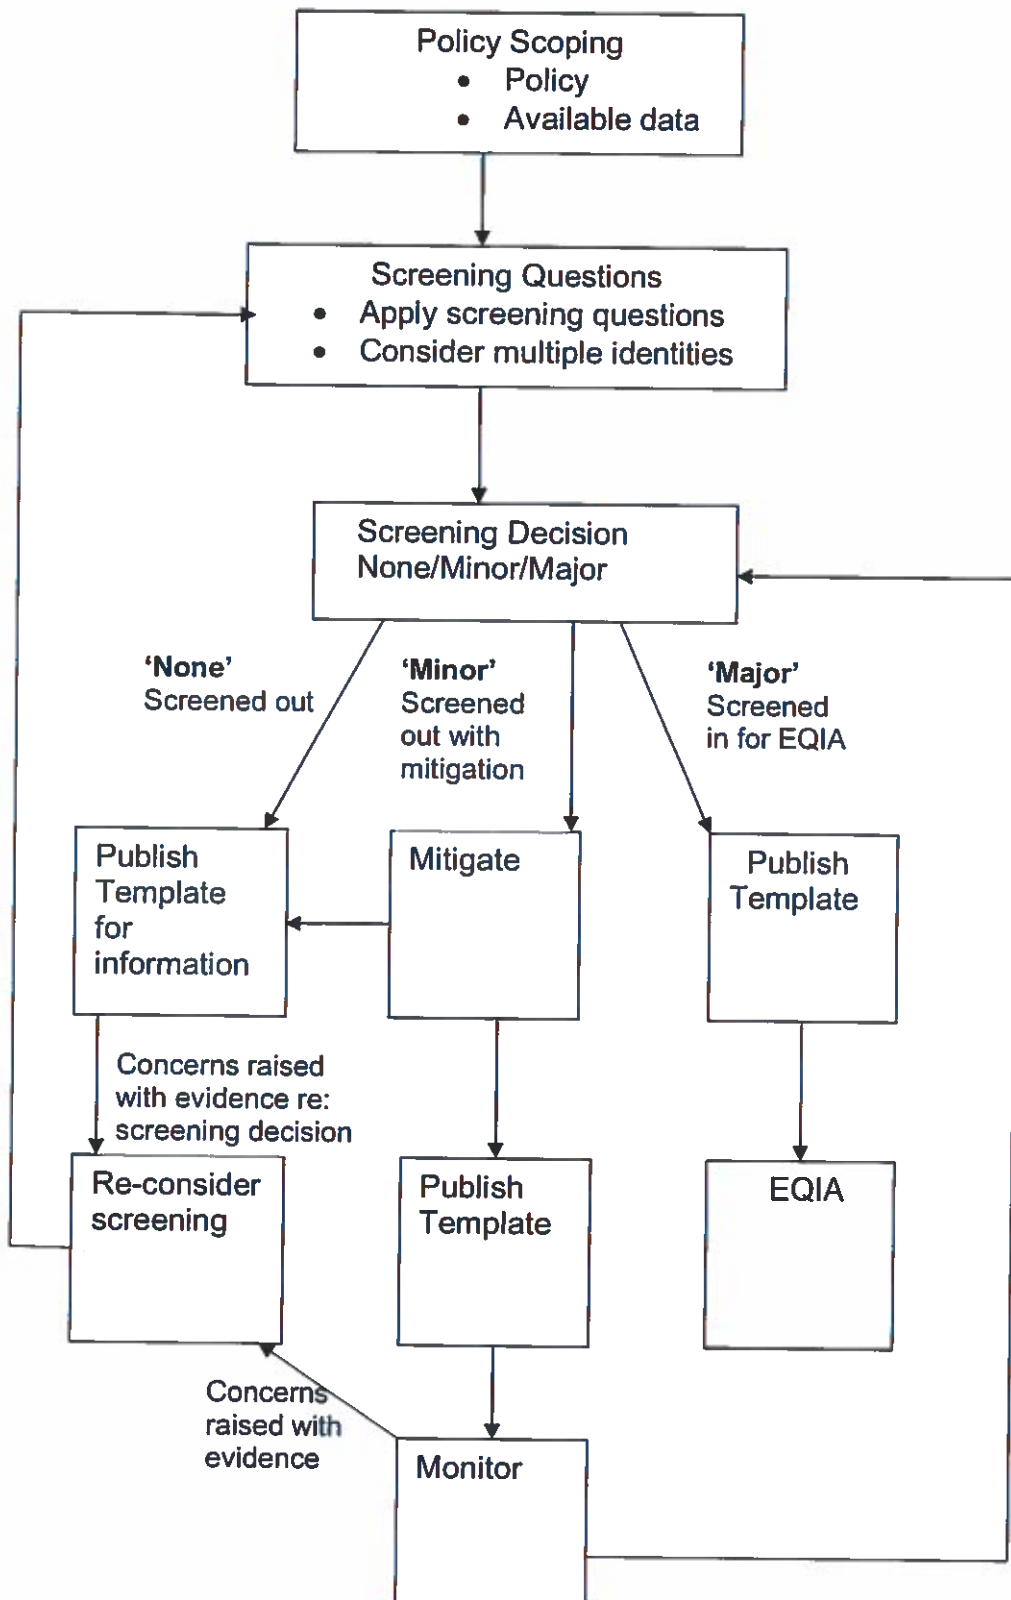 Policy Scoping
• Policy
• Available data
Screening Questions
• Apply screening questions
• Consider multiple identities
Screening Decision
None/Minor/Major
‘None’
Screened out
‘Minor’
Screened
out with
mitigation
‘Major’
Screened
in for EQIA
Publish
Template
for
information
Mitigate
Publish
Template
Concerns raised
with evidence re:
screening decision
Re-consider
screening
Publish
Template
EQIA
Concerns
raised with
evidence
Monitor